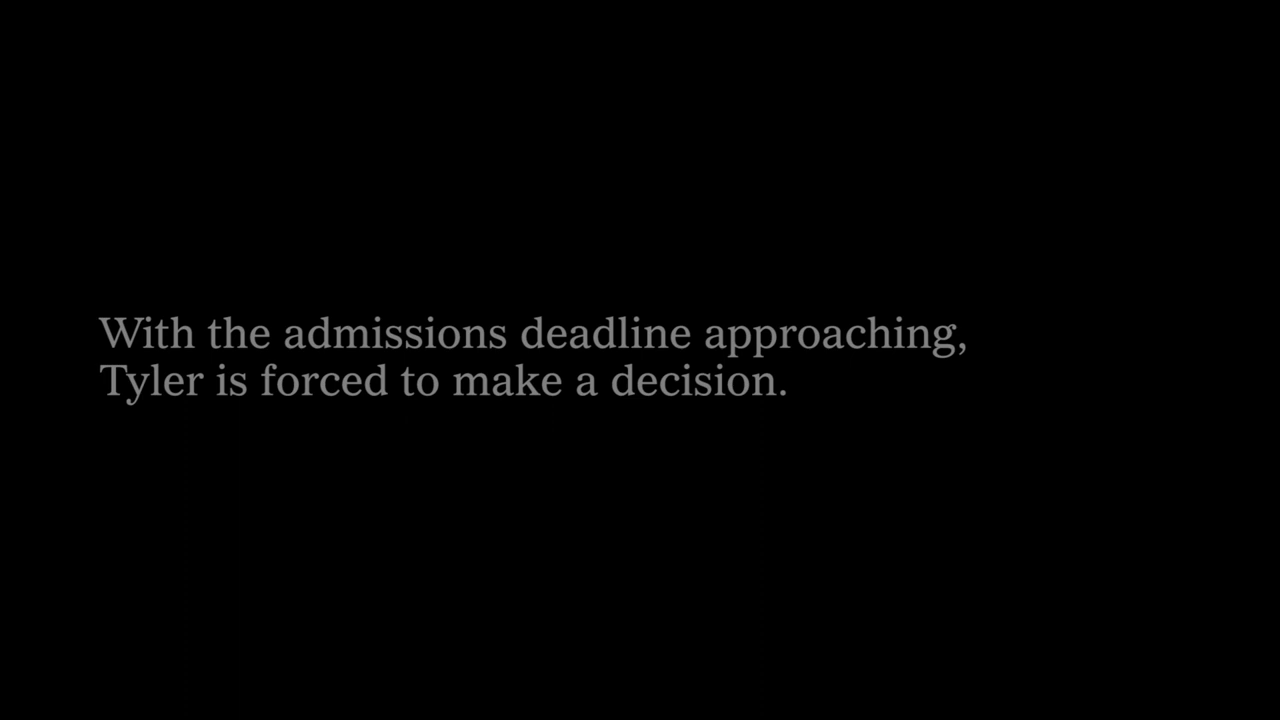 With the admissions deadline approaching,
Tyler is forced to make a decision.